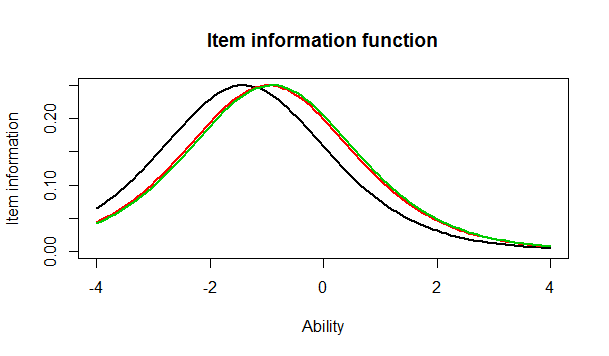 Item information function
Item information
0.20
0.10
0.00
-4 -2 0 2 4
Ability